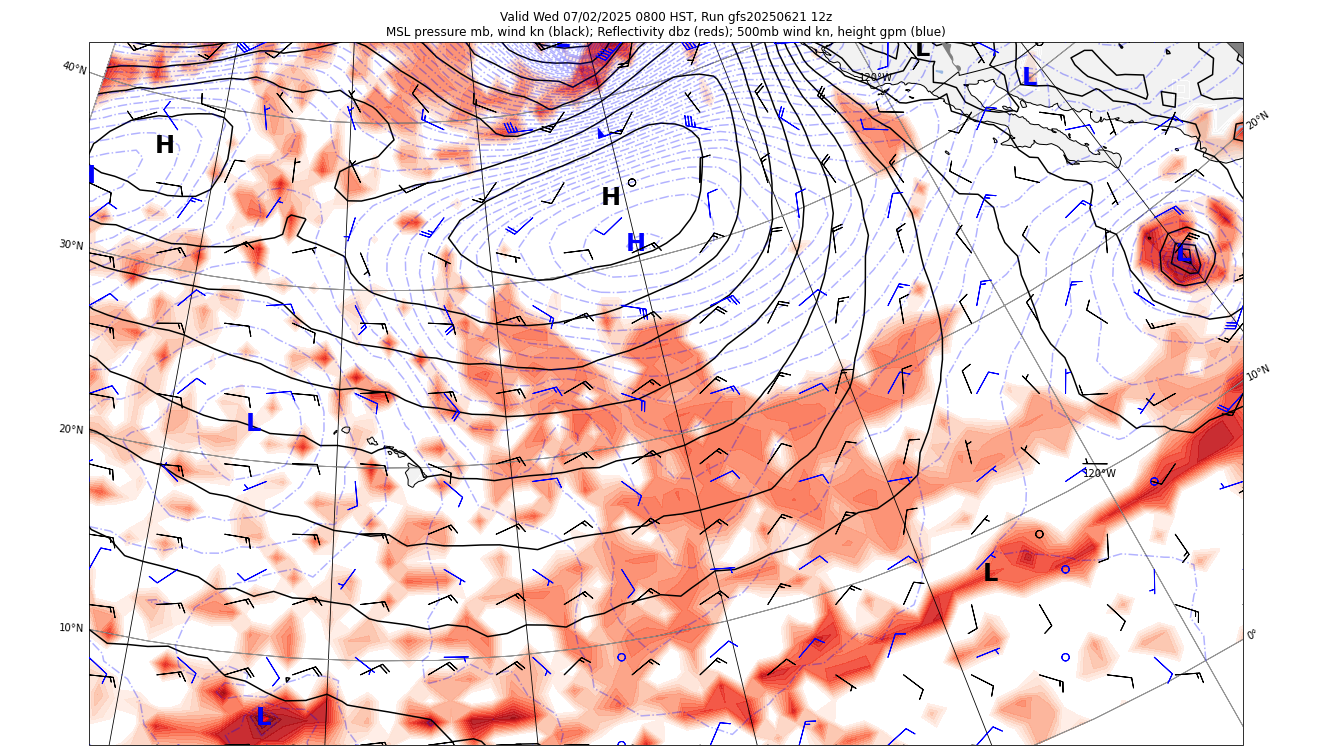 Valid Wed 07/02/2025 0800 HST, Run gfs20250621 12z
MSL pressure mb, wind kn (black); Reflectivity dbz (reds); 500mb wind kn, height gpm (blue)
L
40°N
120°W
L
20°N
H
H
H
30°N
L
10°N
L
20°N
120°W
L
10°N
0°
L